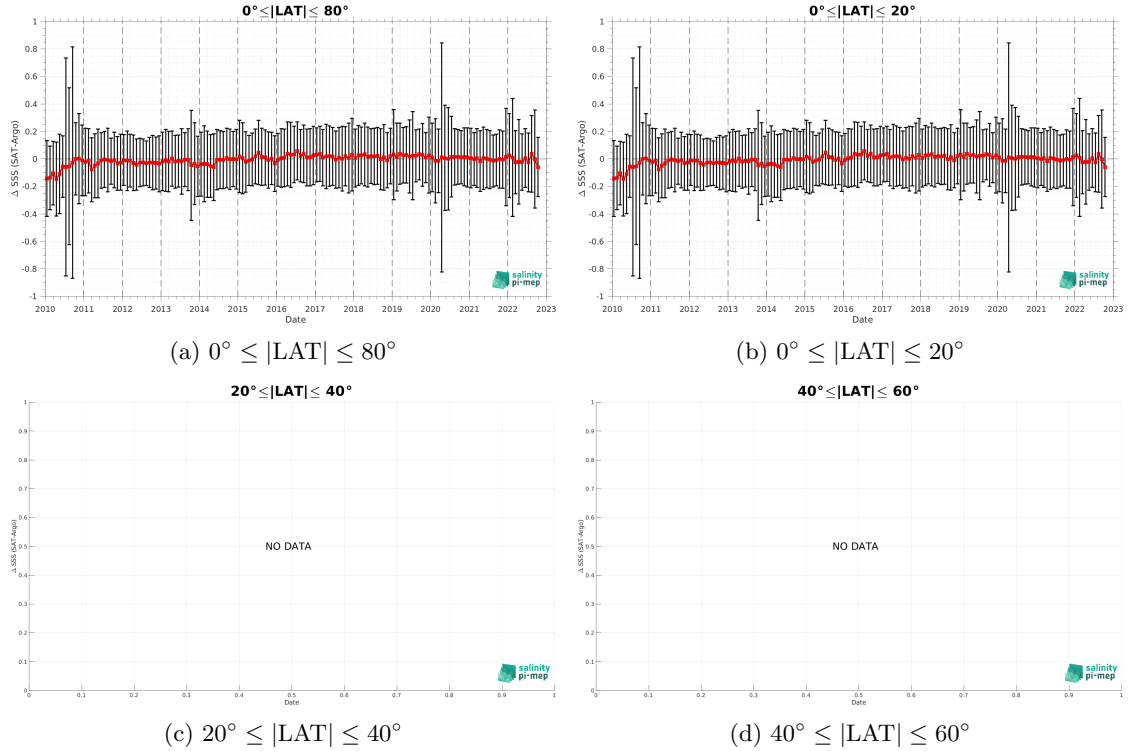 0°≤|LAT|≤ 80°
1
0.8
0.6
0.4
0.2
0
-0.2
-0.4
-0.6
-0.8
-1
Δ SSS (SAT-Argo)
2010 2011 2012 2013 2014 2015 2016 2017 2018 2019 2020 2021 2022 2023
Date
salinity
pi-mep
(a) 0° ≤ |LAT| ≤ 80°
0°≤|LAT|≤ 20°
1
0.8
0.6
0.4
0.2
0
-0.2
-0.4
-0.6
-0.8
-1
Δ SSS (SAT-Argo)
2010 2011 2012 2013 2014 2015 2016 2017 2018 2019 2020 2021 2022 2023
Date
salinity
pi-mep
(b) 0° ≤ |LAT| ≤ 20°
20°≤|LAT|≤ 40°
1
0.9
0.8
0.7
0.6
0.5
0.4
0.3
0.2
0.1
0
Δ SSS (SAT-Argo)
NO DATA
0 0.1 0.2 0.3 0.4 0.5 0.6 0.7 0.8 0.9 1
Date
salinity
pi-mep
(c) 20° ≤ |LAT| ≤ 40°
40°≤|LAT|≤ 60°
1
0.9
0.8
0.7
0.6
0.5
0.4
0.3
0.2
0.1
0
Δ SSS (SAT-Argo)
NO DATA
0 0.1 0.2 0.3 0.4 0.5 0.6 0.7 0.8 0.9 1
Date
salinity
pi-mep
(d) 40° ≤ |LAT| ≤ 60°